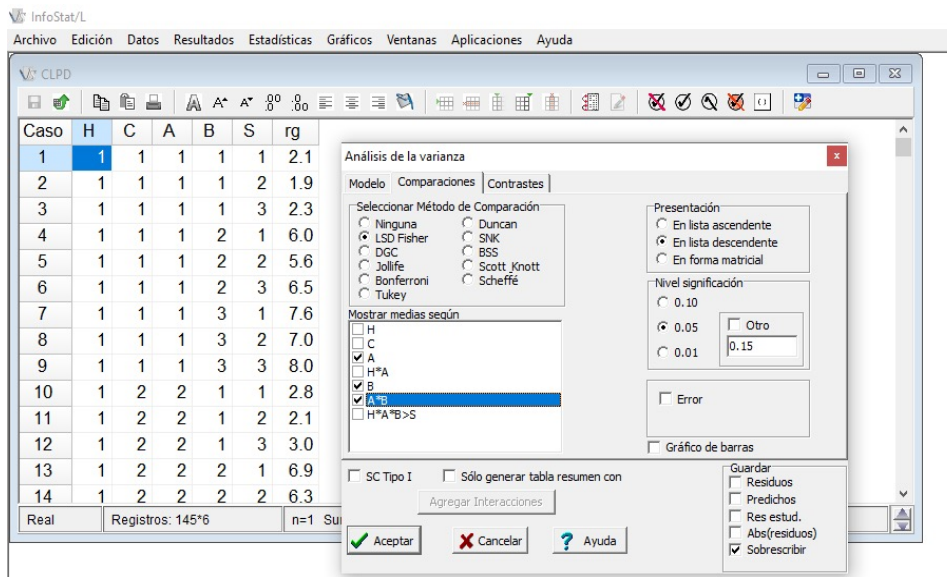 InfoStat/L
Archivo Edición Datos Resultados Estadísticas Gráficos Ventanas Aplicaciones Ayuda
CLPD
Caso H C A B S rg
1 1 1 1 1 1 2.1
2 1 1 1 1 2 1.9
3 1 1 1 1 3 2.3
4 1 1 1 2 1 6.0
5 1 1 1 2 2 5.6
6 1 1 1 2 3 6.5
7 1 1 1 3 1 7.6
8 1 1 1 3 2 7.0
9 1 1 1 3 3 8.0
10 1 2 2 1 1 2.8
11 1 2 2 1 2 2.1
12 1 2 2 1 3 3.0
13 1 2 2 2 1 6.9
14 1 2 2 2 2 6.3
Real Registros: 145*6 n=1 Su
Análisis de la varianza
Modelo Comparaciones Contrastes
Seleccionar Método de Comparación
Ninguna Duncan
LSD Fisher SNK
DGC BSS
Jollife Scott_Knott
Bonferroni Scheffé
Tukey
Presentación
En lista ascendente
En lista descendente
En forma matricial
Nivel significación
0.10
0.05 Otro
0.01 0.15
Mostrar medias según
H
C
A
H*A
B
A*B
H*A*B>S
Error
Gráfico de barras
SC Tipo I Sólo generar tabla resumen con
Agregar Interacciones
Aceptar Cancelar Ayuda
Guardar
Residuos
Predichos
Res estud.
Abs(residuos)
Sobrescribir